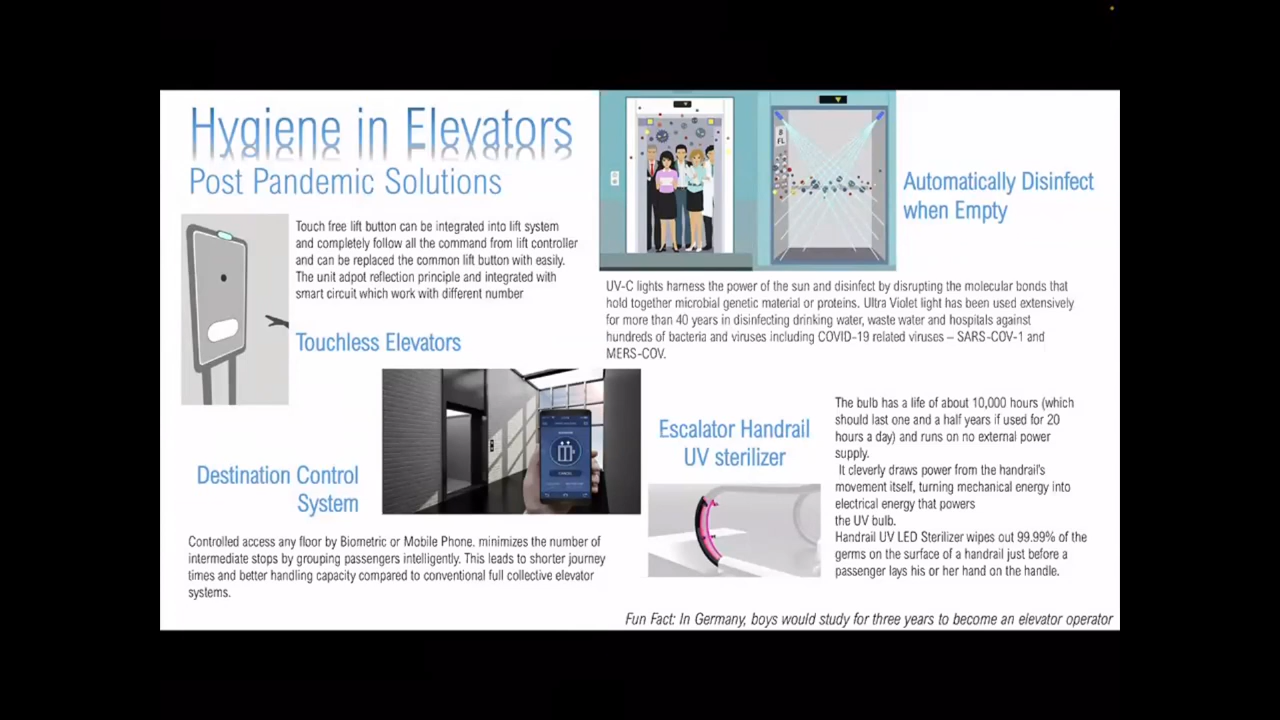 Hygiene in Elevators
Post Pandemic Solutions
Touch free lift button can be integrated into lift system
and completely follow all the command from lift controller
and can be replaced the common lift button with easily.
The unit adpot reflection principle and integrated with
smart circuit which work with different number
Touchless Elevators
Automatically Disinfect
when Empty
8
FL
UV-C lights harness the power of the sun and disinfect by disrupting the molecular bonds that
hold together microbial genetic material or proteins. Ultra Violet light has been used extensively
for more than 40 years in disinfecting drinking water, waste water and hospitals against
hundreds of bacteria and viruses including COVID-19 related viruses – SARS-COV-1 and
MERS-COV.
Destination Control
System
Controlled access any floor by Biometric or Mobile Phone. minimizes the number of
intermediate stops by grouping passengers intelligently. This leads to shorter journey
times and better handling capacity compared to conventional full collective elevator
systems.
Escalator Handrail
UV sterilizer
The bulb has a life of about 10,000 hours (which
should last one and a half years if used for 20
hours a day) and runs on no external power
supply.
It cleverly draws power from the handrail's
movement itself, turning mechanical energy into
electrical energy that powers
the UV bulb.
Handrail UV LED Sterilizer wipes out 99.99% of the
germs on the surface of a handrail just before a
passenger lays his or her hand on the handle.
Fun Fact: In Germany, boys would study for three years to become an elevator operator